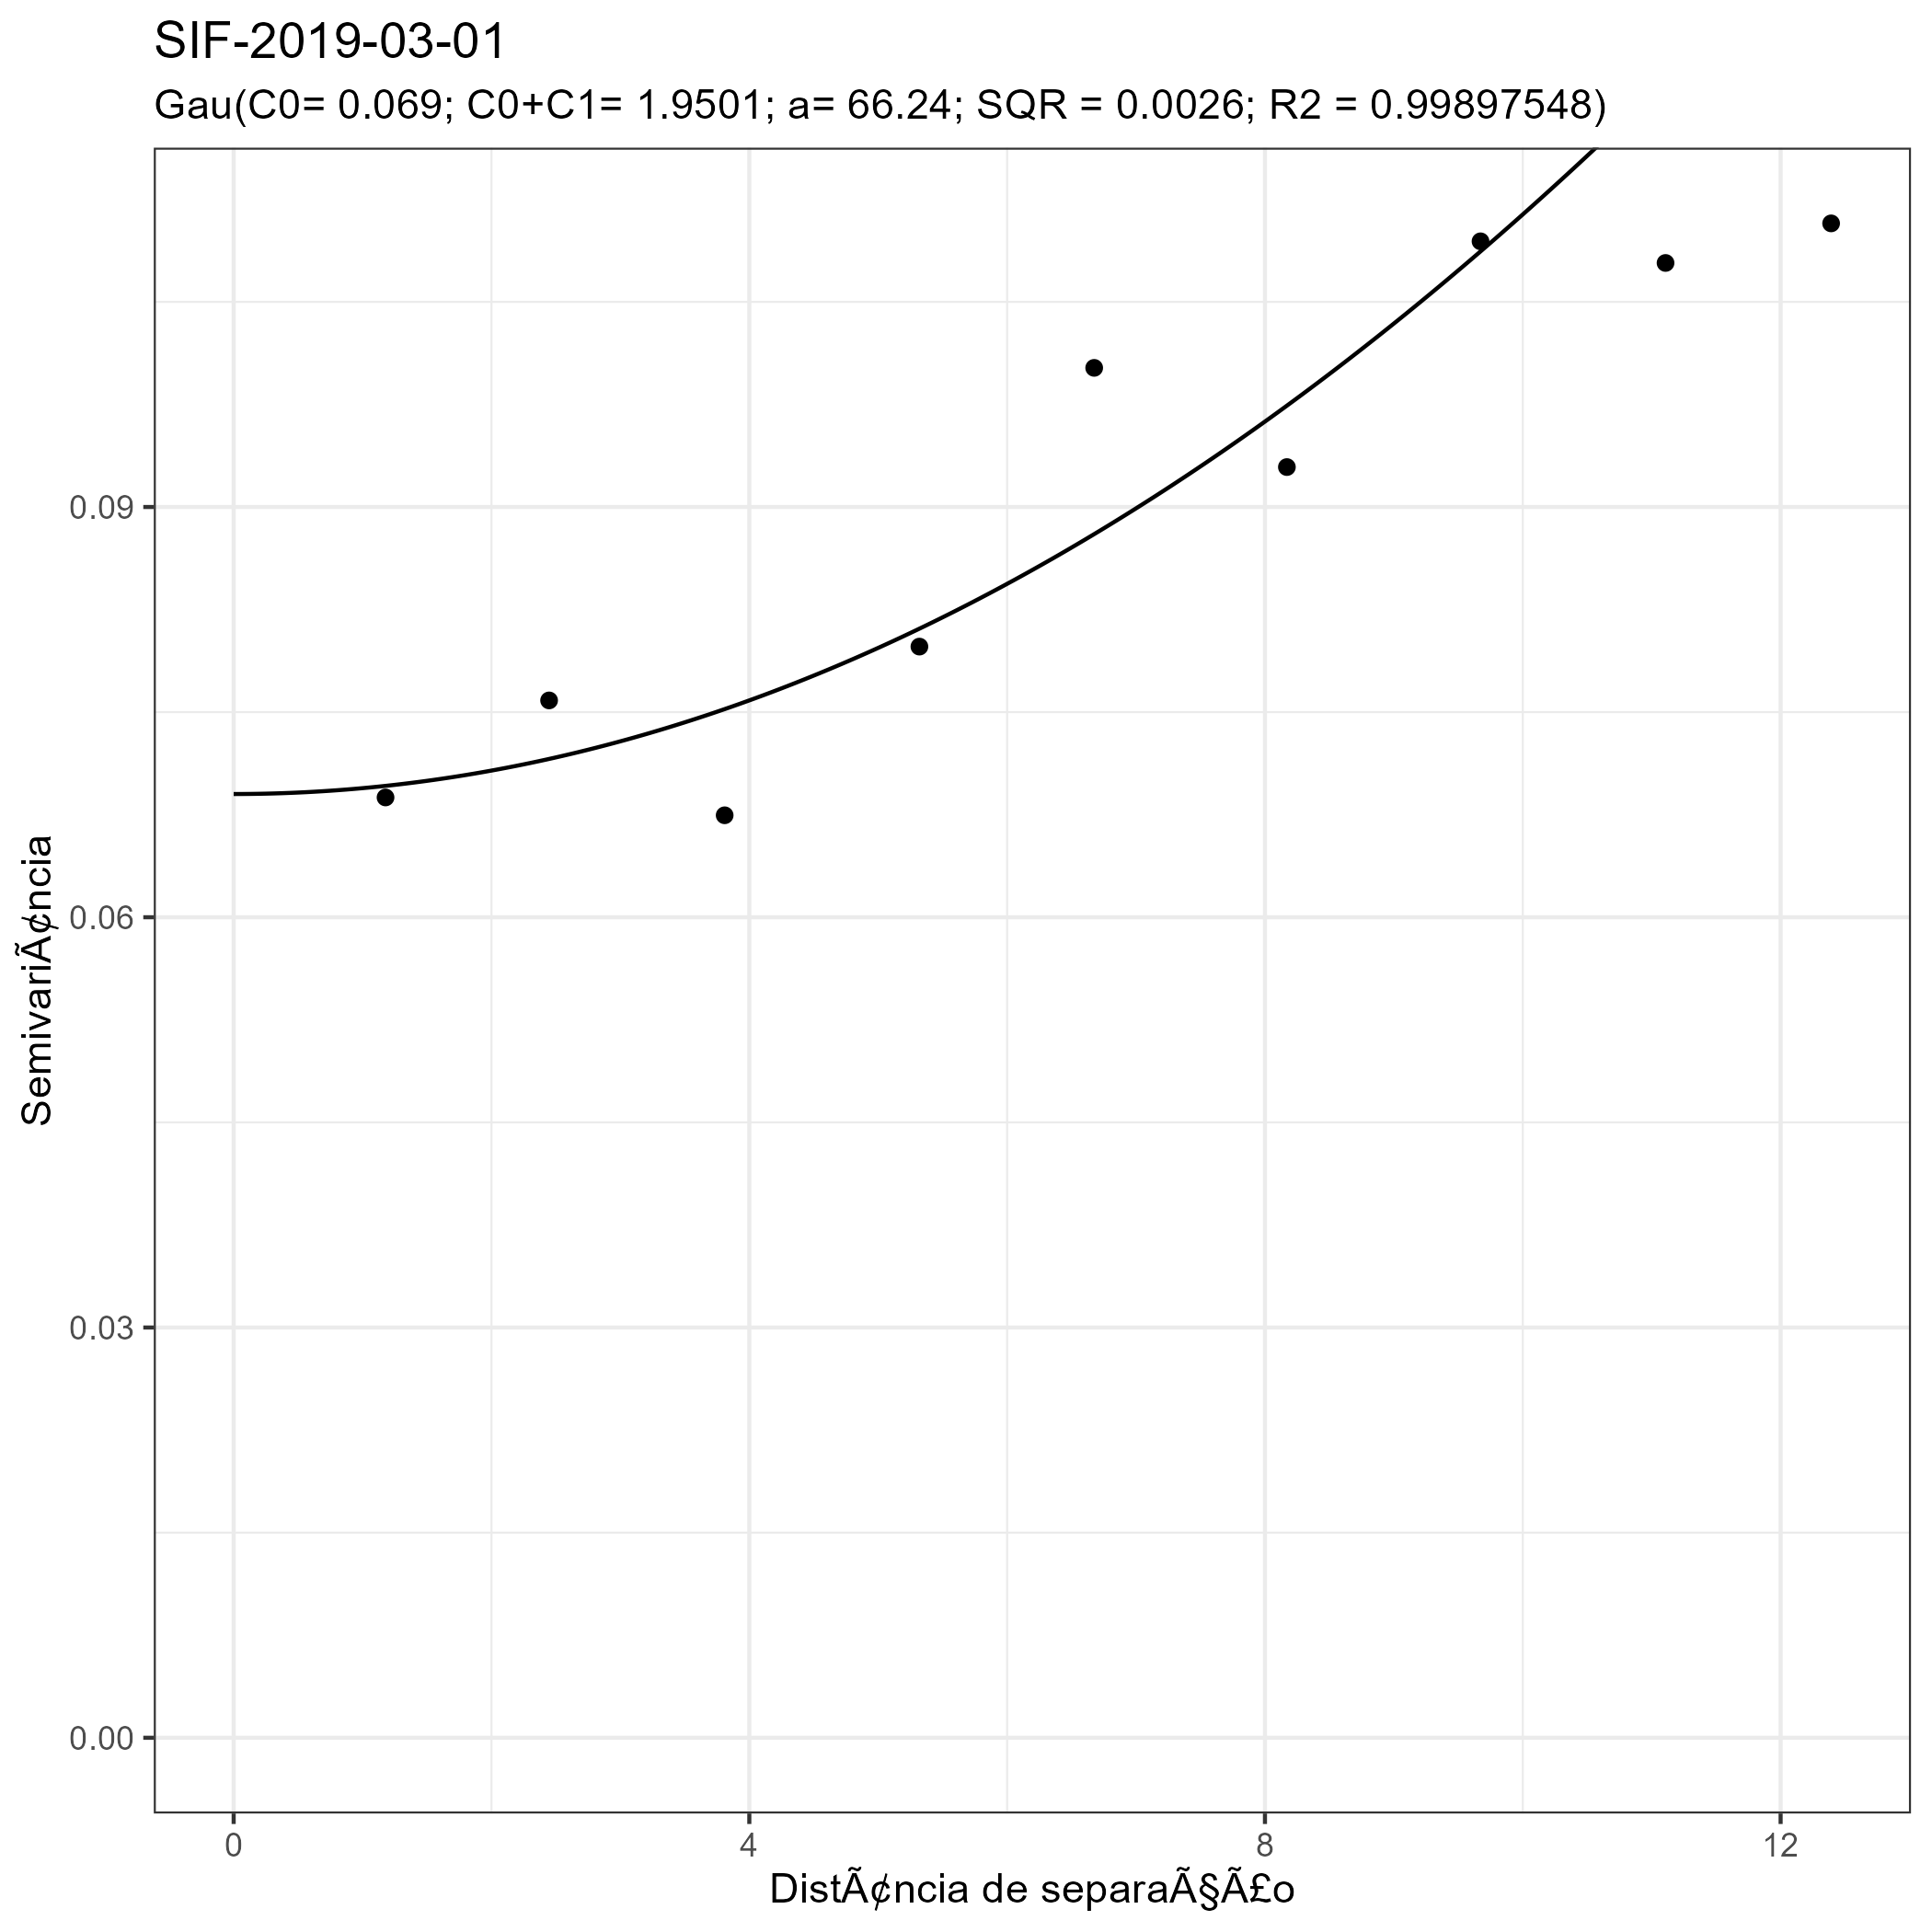 SIF-2019-03-01
Gau(C0= 0.069; C0+C1= 1.9501; a= 66.24; SQR = 0.0026; R2 = 0.99897548)
0.09
0.06
0.03
0.00
SemivariÃ¢ncia
0 4 8 12
DistÃ¢ncia de separaÃ§Ã£o